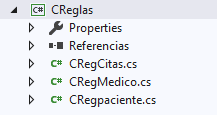 CReglas
Properties
Referencias
C# CRegCitas.cs
C# CRegMedico.cs
C# CRegpaciente.cs